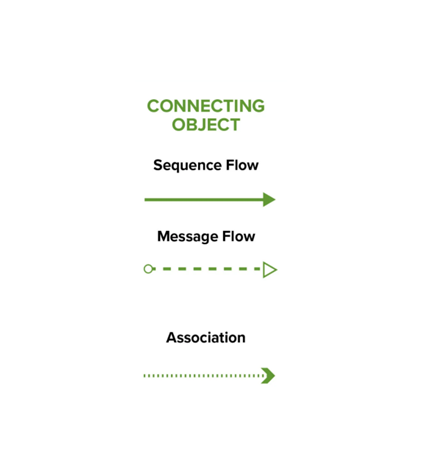 CONNECTING
OBJECT
Sequence Flow
Message Flow
Association